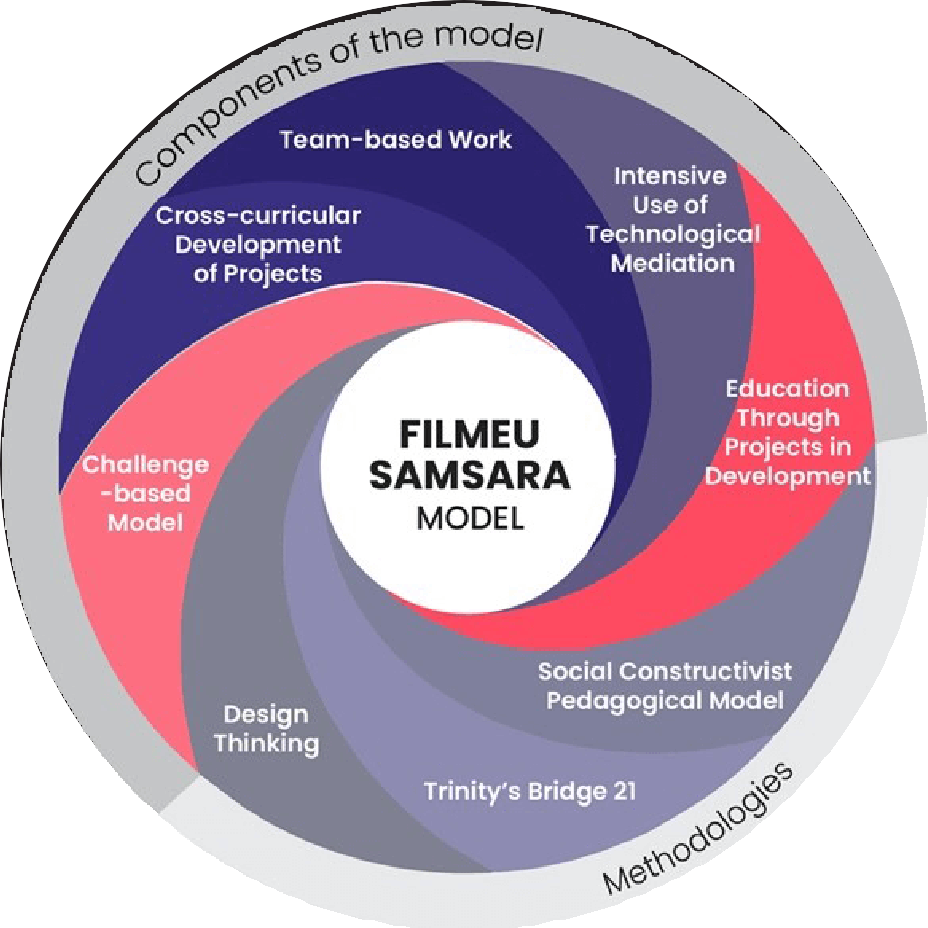 Components of the model
Team-based Work
Intensive
Use of
Technological
Mediation
Cross-curricular
Development
of Projects
Education
Through
Projects in
Development
FILMEU
SAMSARA
MODEL
Challenge
-based
Model
Social Constructivist
Pedagogical Model
Design
Thinking
Trinity’s Bridge 21
Methodologies